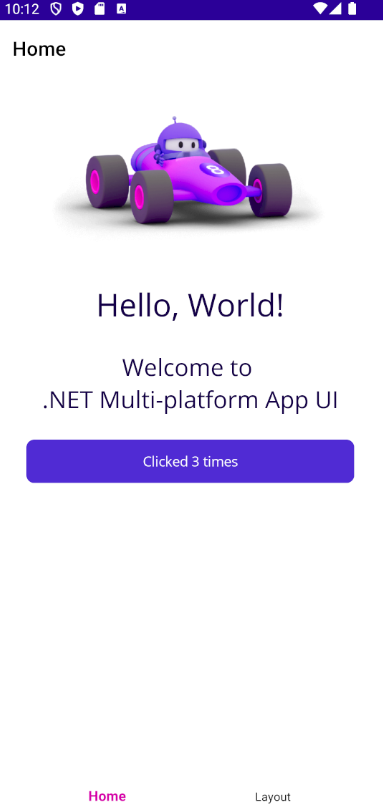 10:12
Home
Hello, World!
Welcome to
.NET Multi-platform App UI
Clicked 3 times
Home
Layout